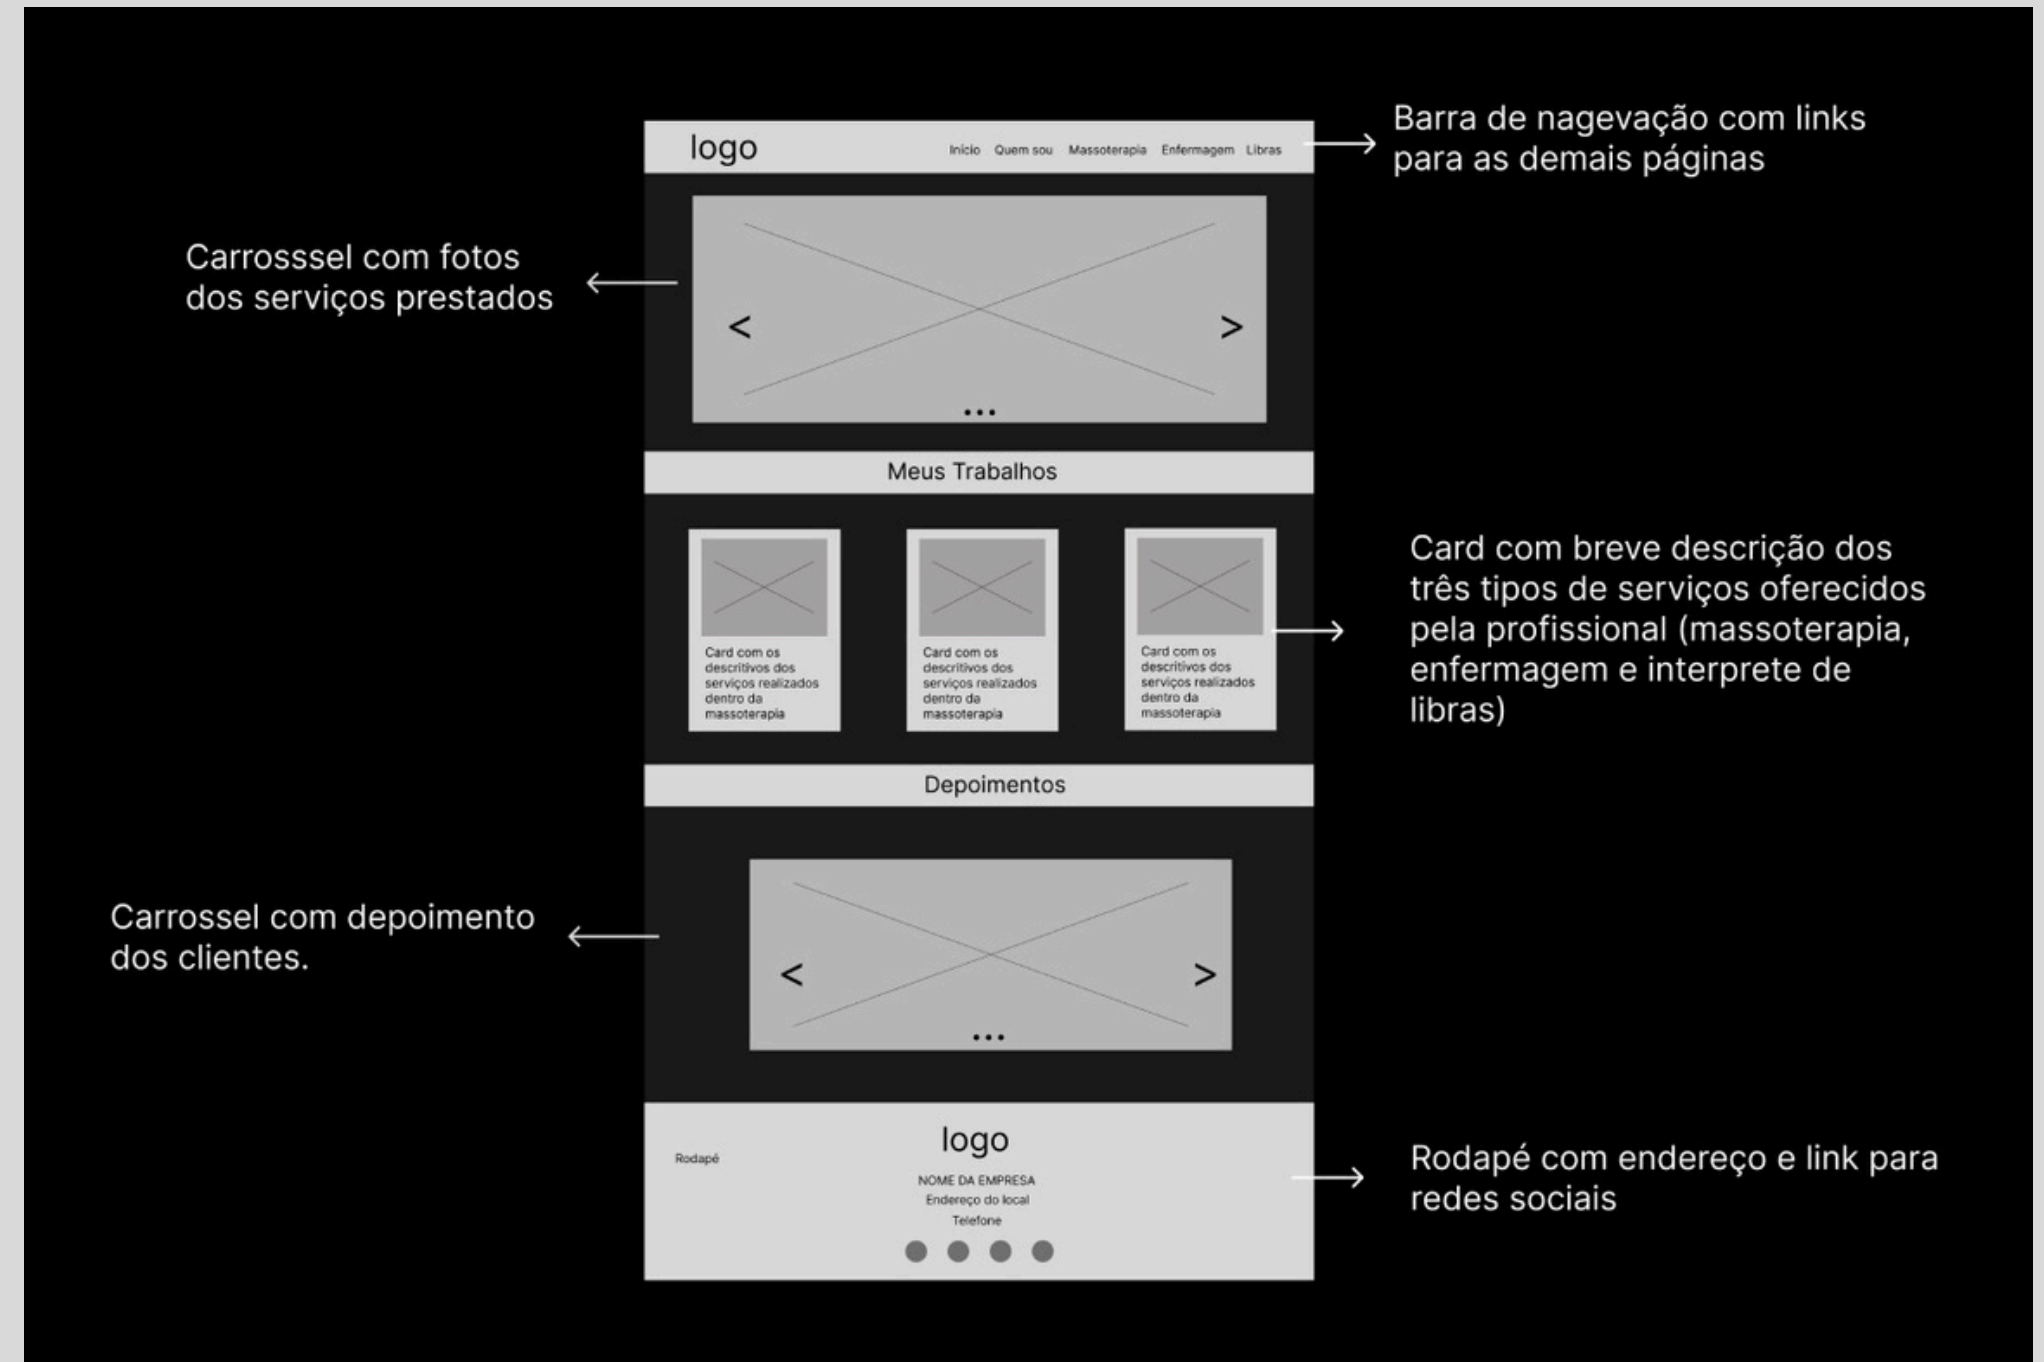 logo
Início Quem sou Massoterapia Enfermagem Libras
Barra de nagevação com links
para as demais páginas
Carrosssel com fotos
dos serviços prestados
< >
•••
Meus Trabalhos
Card com os
descritivos dos
serviços realizados
dentro da
massoterapia
Card com os
descritivos dos
serviços realizados
dentro da
massoterapia
Card com os
descritivos dos
serviços realizados
dentro da
massoterapia
Card com breve descrição dos
três tipos de serviços oferecidos
pela profissional (massoterapia,
enfermagem e interprete de
libras)
Depoimentos
Carrossel com depoimento
dos clientes.
< >
•••
logo
Rodapé
NOME DA EMPRESA
Endereço do local
Telefone
Rodapé com endereço e link para
redes sociais